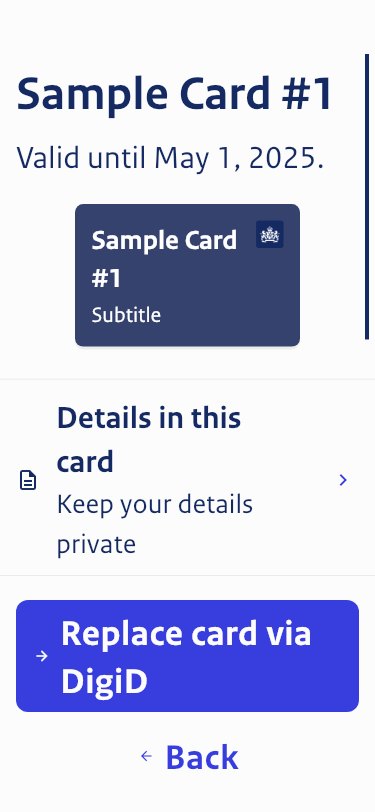 Sample Card #1
Valid until May 1, 2025.
Sample Card
#1
Subtitle
Details in this
card
Keep your details
private
Replace card via
DigiD
Back